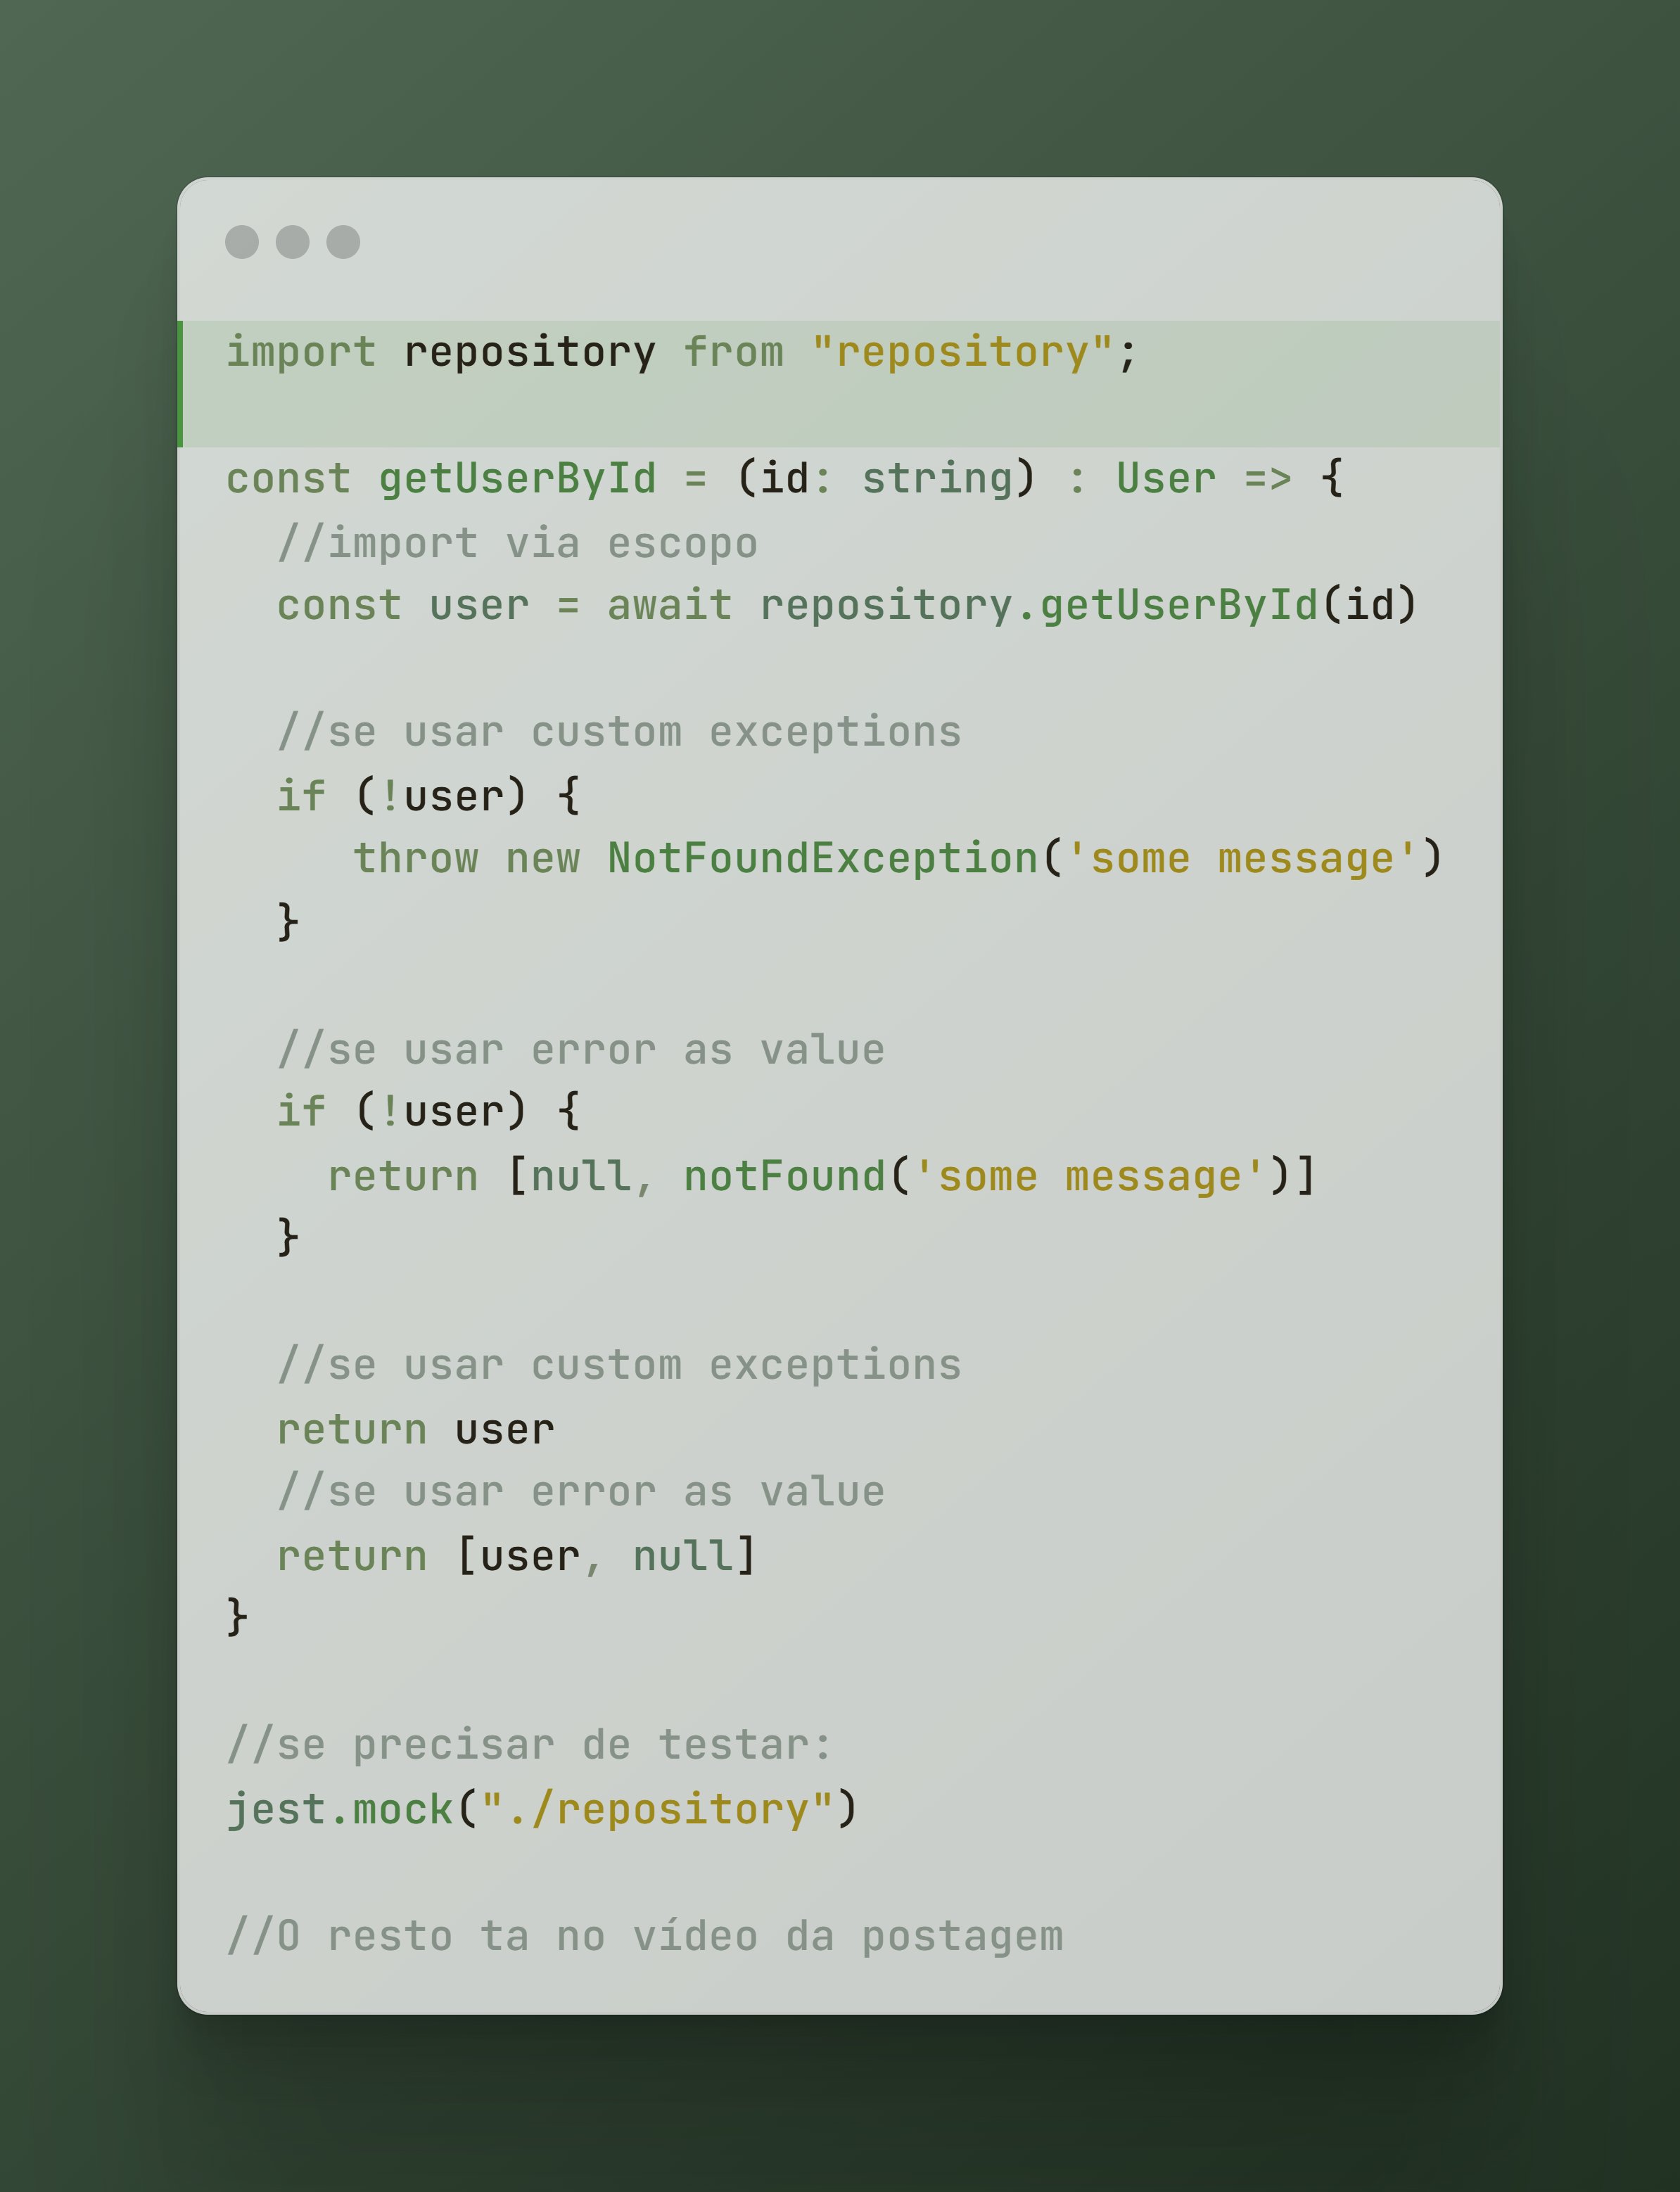 import repository from "repository";
const getUserById = (id: string) : User => {
//import via escopo
const user = await repository.getUserById(id)
//se usar custom exceptions
if (!user) {
throw new NotFoundException('some message')
}
//se usar error as value
if (!user) {
return [null, notFound('some message')]
}
//se usar custom exceptions
return user
//se usar error as value
return [user, null]
}
//se precisar de testar:
jest.mock("./repository")
//O resto ta no vídeo da postagem